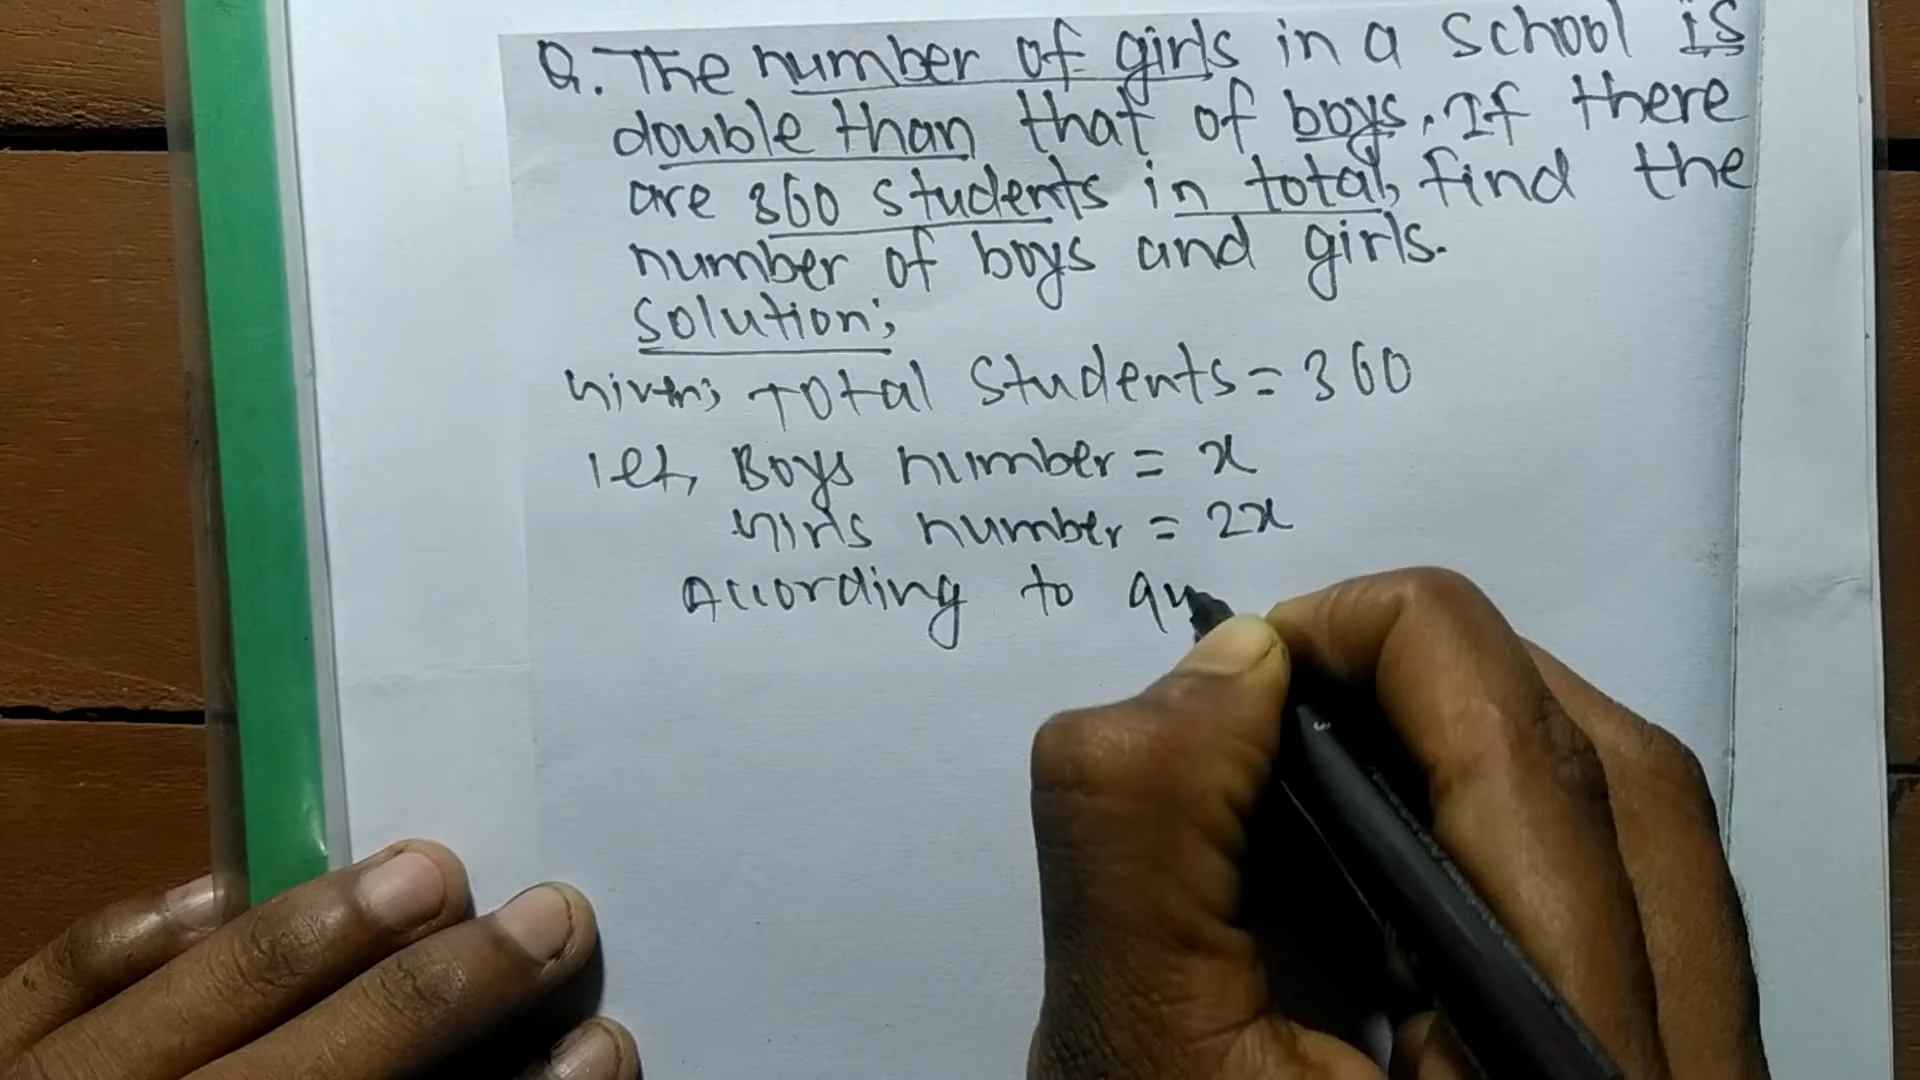 Q. The number of girls in a school is
double than that of boys. If there
are 360 students in total, find the
number of boys and girls.
Solution;
Given; Total Students = 360
let, Boys number = x
Girls number = 2x
According to qu